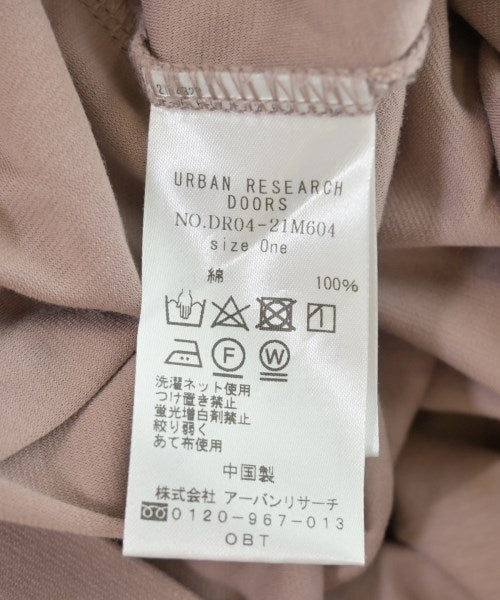 URBAN RESEARCH
DOORS
NO.DR04-21M604
size One
綿 100%
F W
洗濯ネット使用
つけ置き禁止
蛍光増白剤禁止
絞り弱く
あて布使用
中国製
株式会社 アーバンリサーチ
0120-967-013
OBT